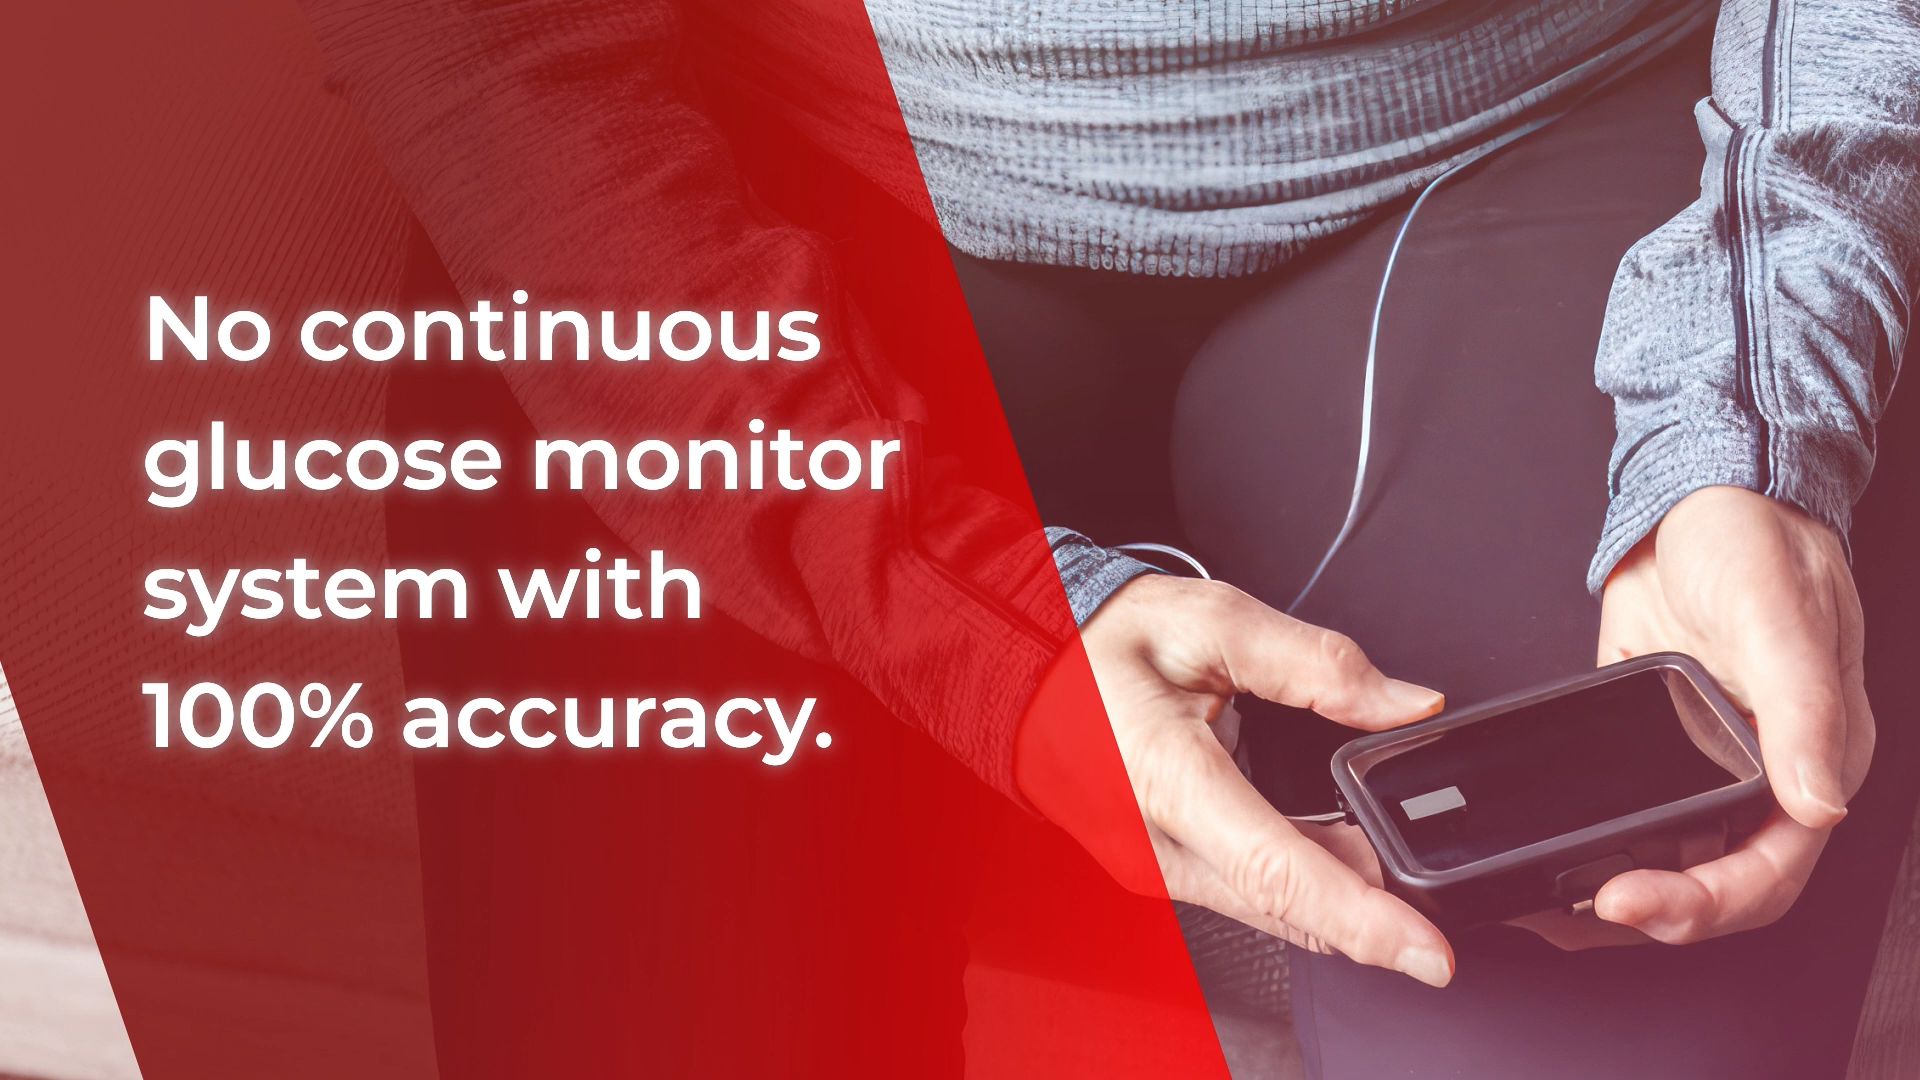 No continuous
glucose monitor
system with
100% accuracy.